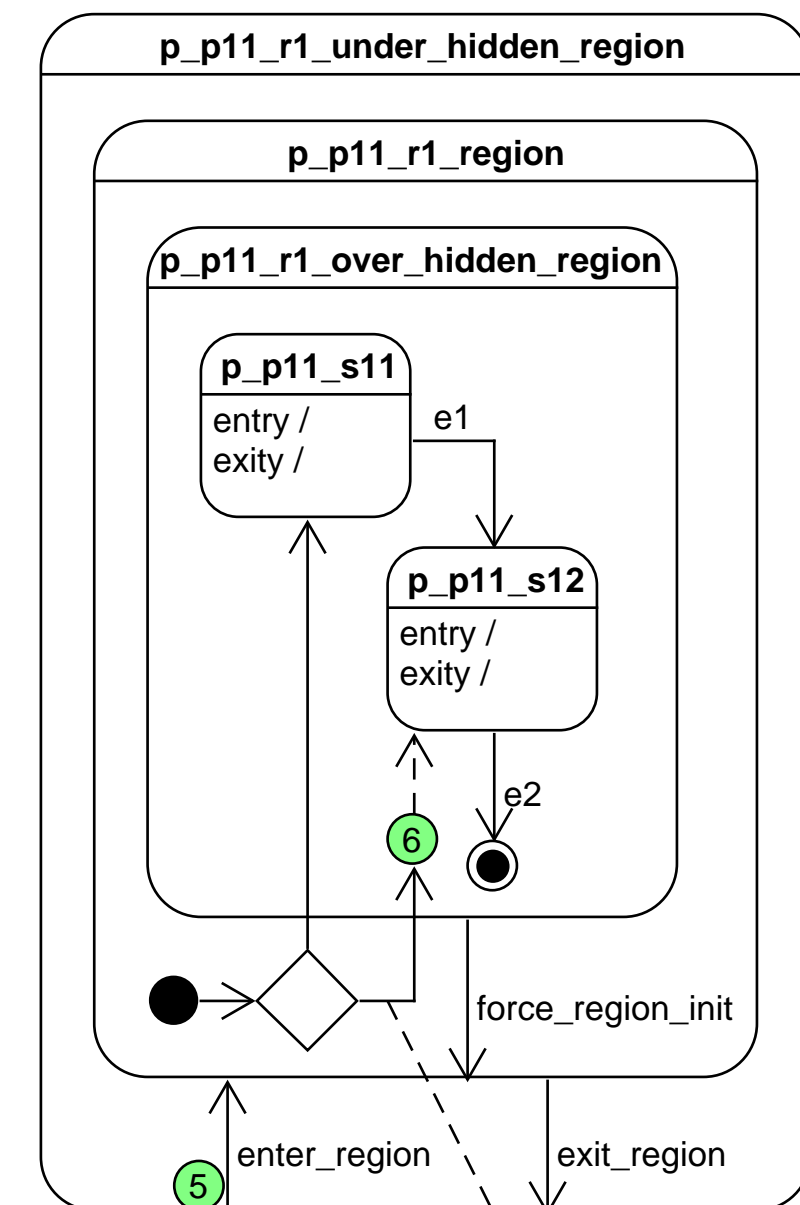 p_p11_r1_under_hidden_region
p_p11_r1_region
p_p11_r1_over_hidden_region
p_p11_s11
entry /
exity /
e1
p_p11_s12
entry /
exity /
e2
6
force_region_init
enter_region
exit_region
5